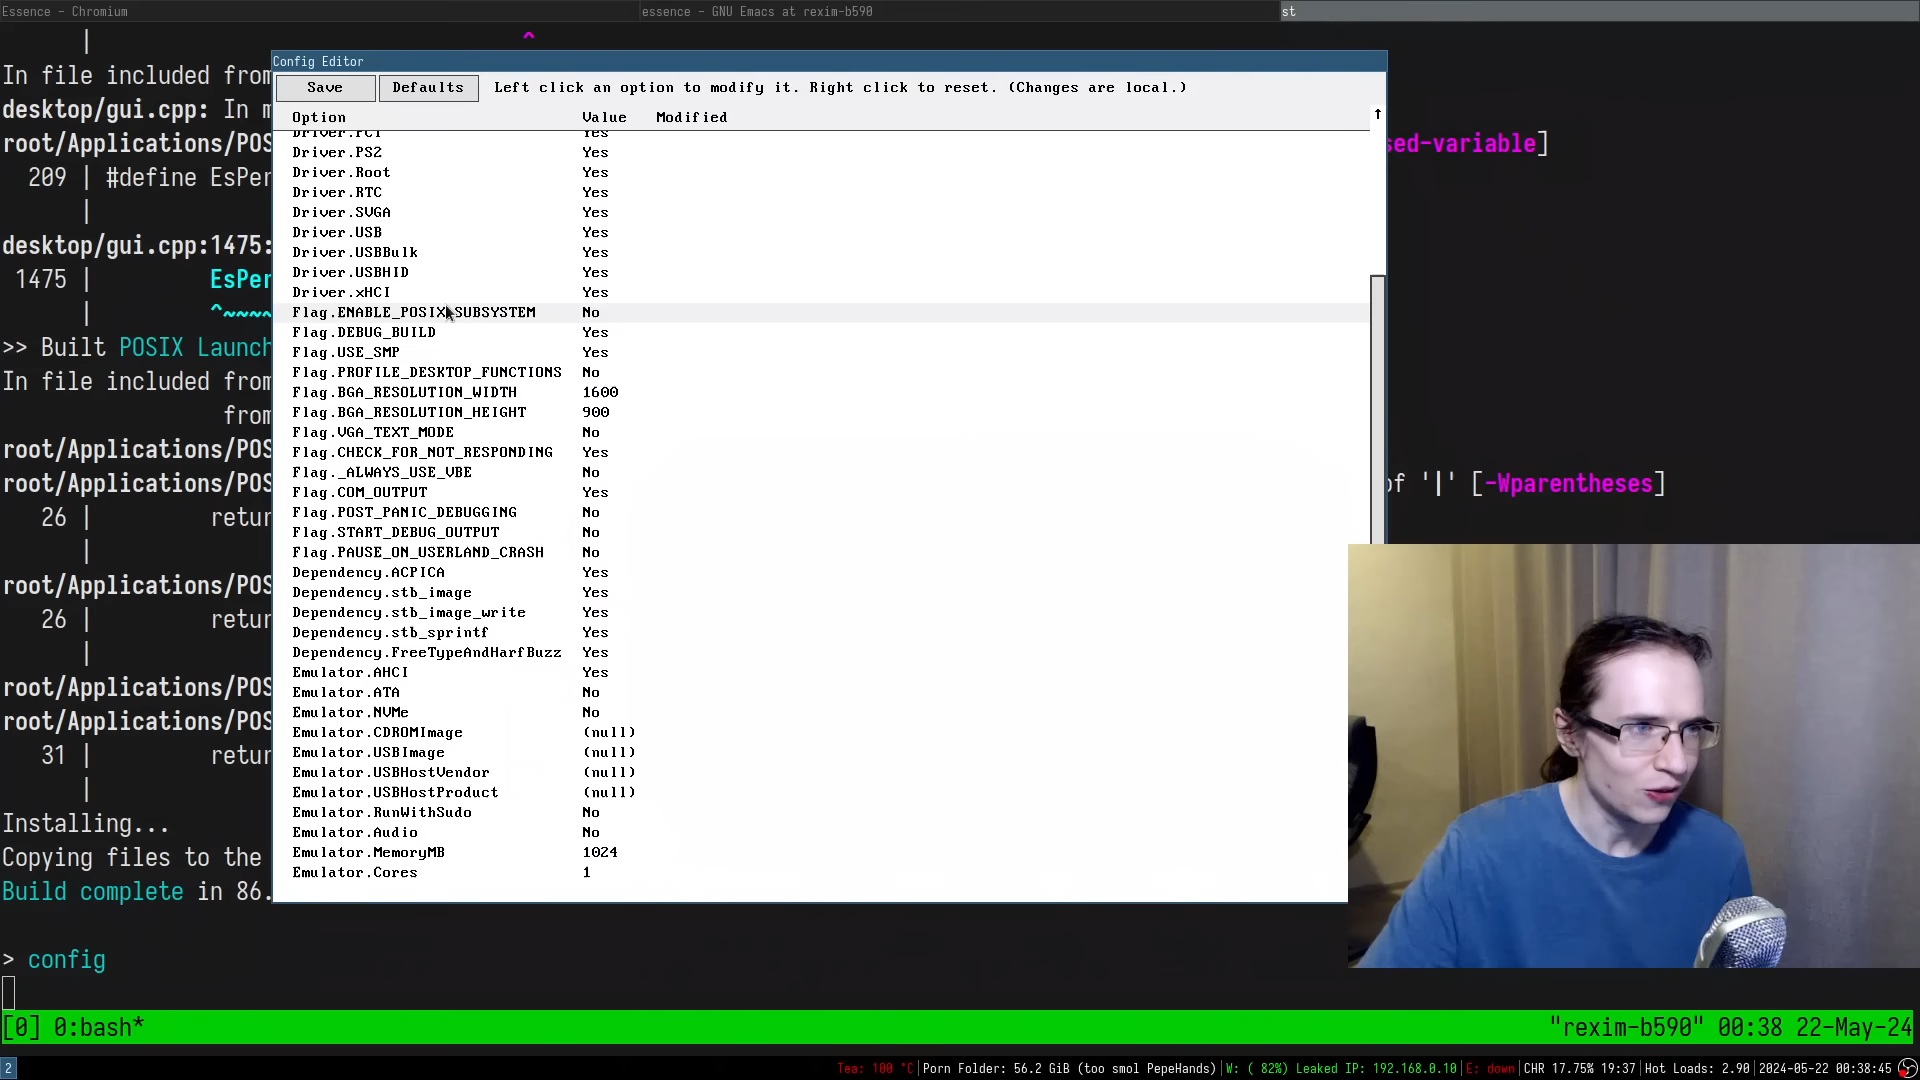 Essence - Chromium
essence - GNU Emacs at rexim-b590
st
|
^
In file included from
desktop/gui.cpp: In m
root/Applications/POS
sed-variable]
209 | #define EsPer
|
desktop/gui.cpp:1475:
1475 | EsPer
| ^~~~~
>> Built POSIX Launch
In file included from
from
root/Applications/POS
root/Applications/POS
of '|' [-Wparentheses]
26 | retur
|
root/Applications/POS
26 | retur
|
root/Applications/POS
root/Applications/POS
31 | retur
|
Installing...
Copying files to the
Build complete in 86.
> config
Config Editor
Save Defaults Left click an option to modify it. Right click to reset. (Changes are local.)
Option Value Modified ↑
Driver.PCI Yes
Driver.PS2 Yes
Driver.Root Yes
Driver.RTC Yes
Driver.SVGA Yes
Driver.USB Yes
Driver.USBBulk Yes
Driver.USBHID Yes
Driver.xHCI Yes
Flag.ENABLE_POSIX_SUBSYSTEM No
Flag.DEBUG_BUILD Yes
Flag.USE_SMP Yes
Flag.PROFILE_DESKTOP_FUNCTIONS No
Flag.BGA_RESOLUTION_WIDTH 1600
Flag.BGA_RESOLUTION_HEIGHT 900
Flag.VGA_TEXT_MODE No
Flag.CHECK_FOR_NOT_RESPONDING Yes
Flag._ALWAYS_USE_VBE No
Flag.COM_OUTPUT Yes
Flag.POST_PANIC_DEBUGGING No
Flag.START_DEBUG_OUTPUT No
Flag.PAUSE_ON_USERLAND_CRASH No
Dependency.ACPICA Yes
Dependency.stb_image Yes
Dependency.stb_image_write Yes
Dependency.stb_sprintf Yes
Dependency.FreeTypeAndHarfBuzz Yes
Emulator.AHCI Yes
Emulator.ATA No
Emulator.NVMe No
Emulator.CDROMImage (null)
Emulator.USBImage (null)
Emulator.USBHostVendor (null)
Emulator.USBHostProduct (null)
Emulator.RunWithSudo No
Emulator.Audio No
Emulator.MemoryMB 1024
Emulator.Cores 1
[0] 0:bash* "rexim-b590" 00:38 22-May-24
2 Tea: 100 °C|Porn Folder: 56.2 GiB (too smol PepeHands)|W: ( 82%) Leaked IP: 192.168.0.10|E: down|CHR 17.75% 19:37|Hot Loads: 2.90|2024-05-22 00:38:45